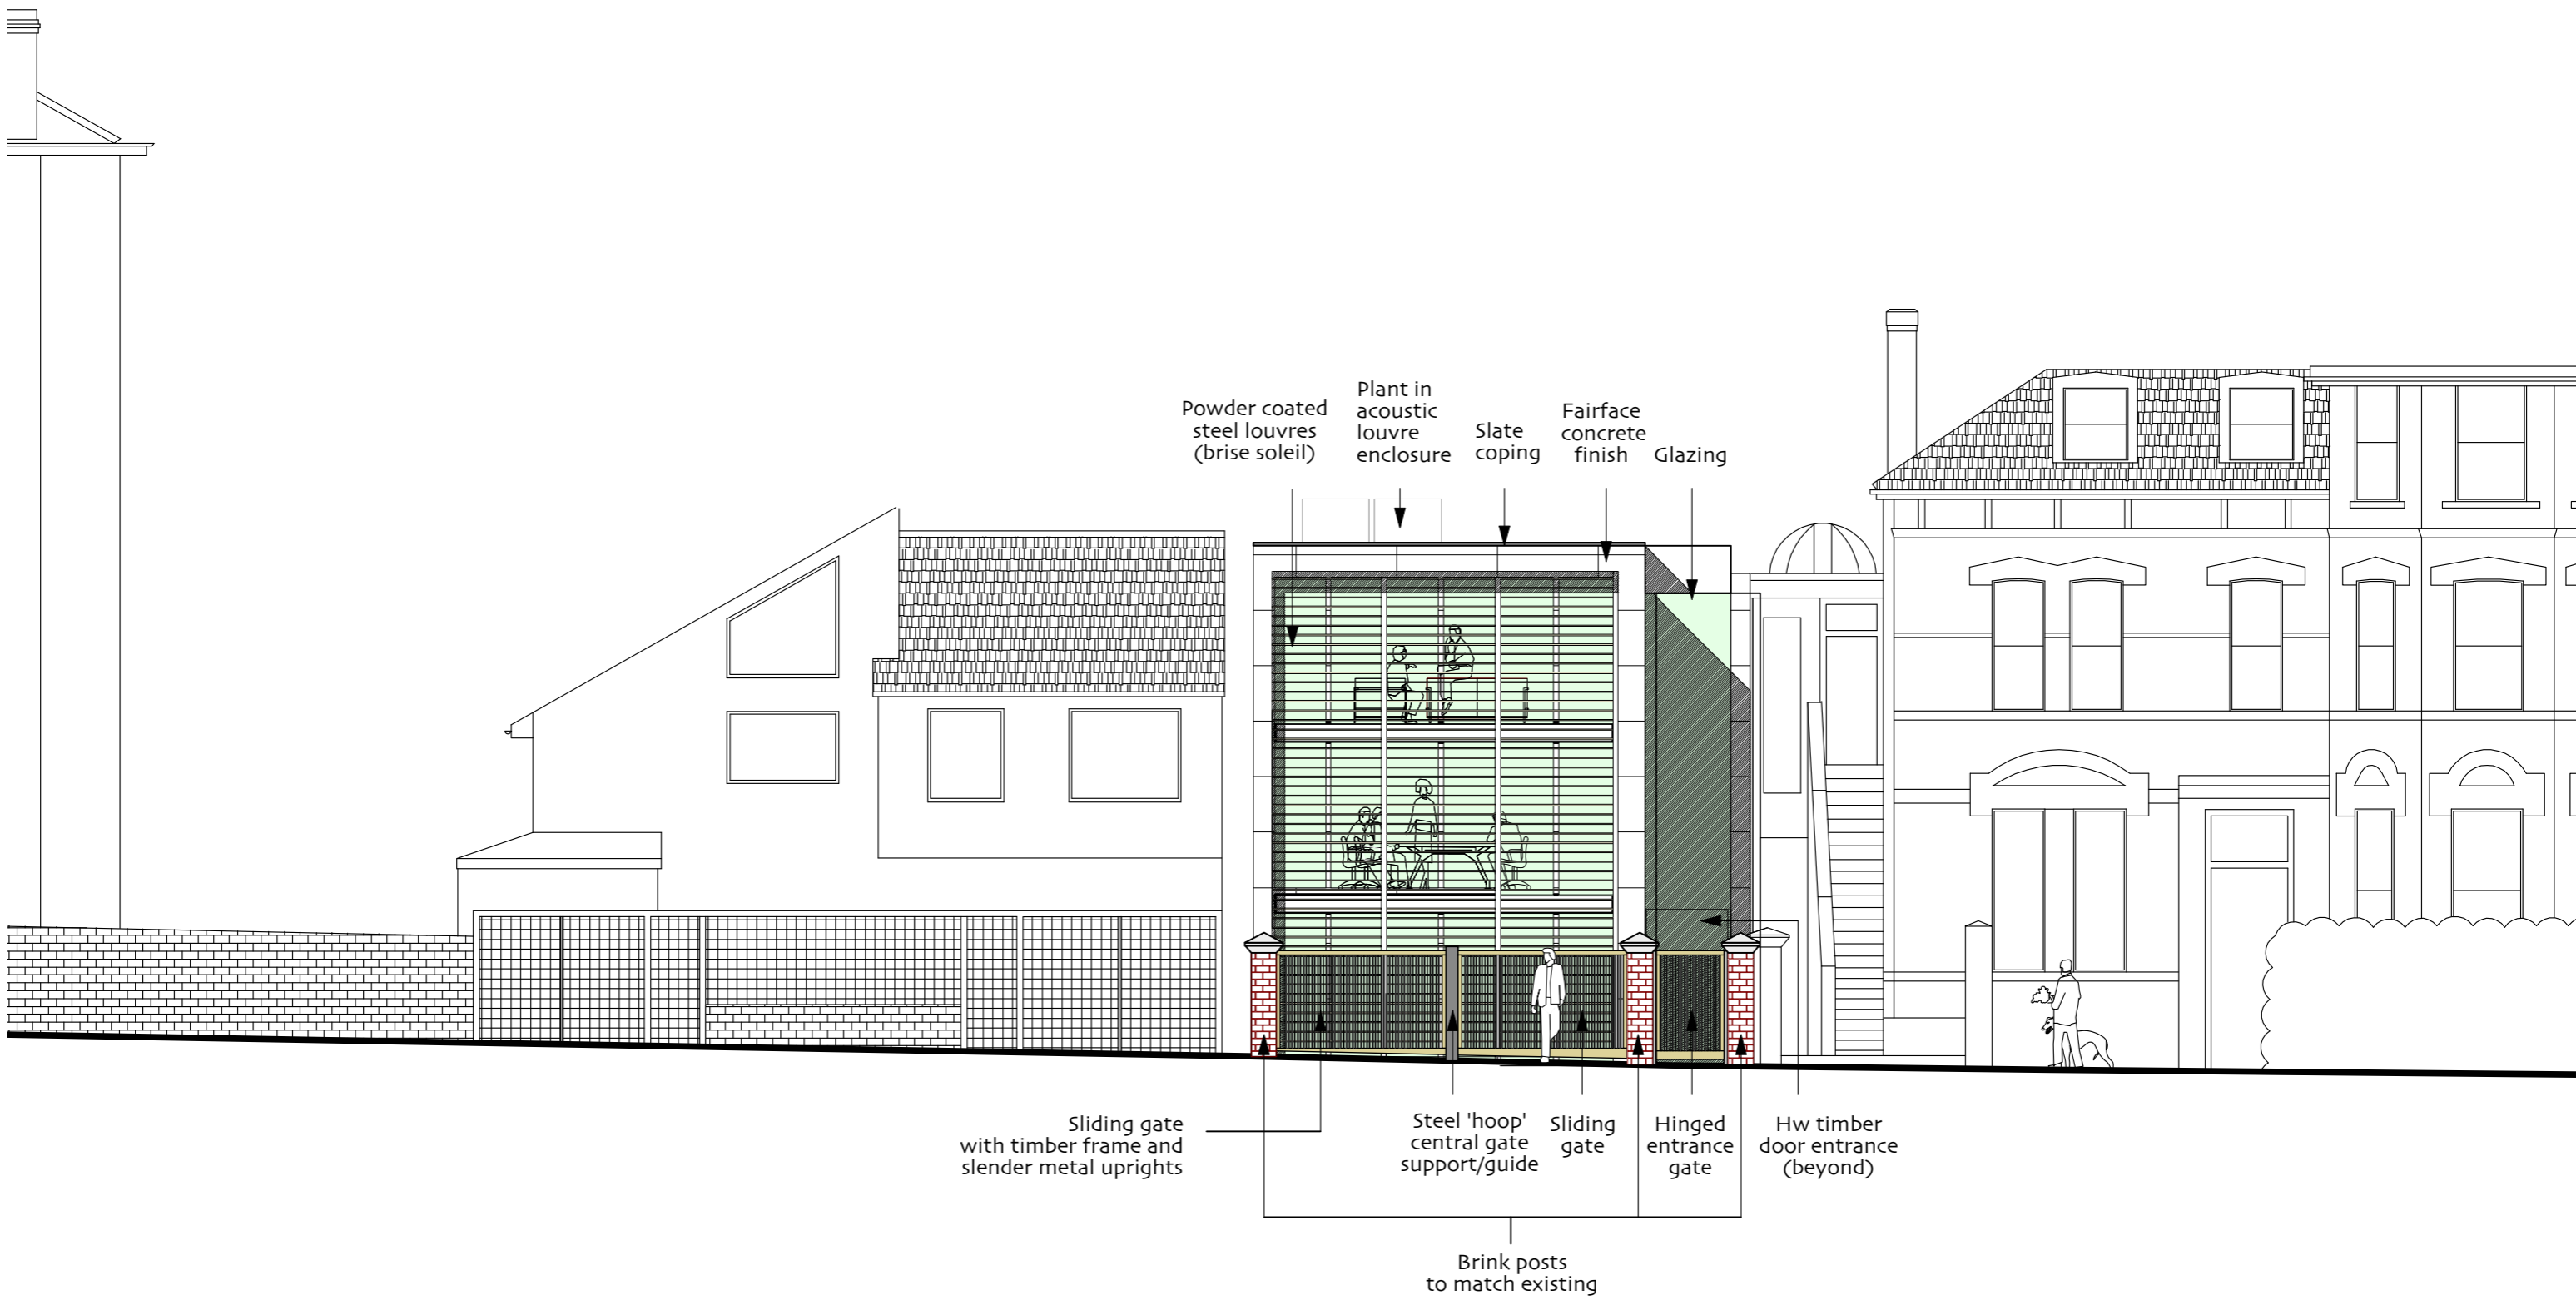 Powder coated
steel louvres
(brise soleil)
Plant in
acoustic
louvre
enclosure
Slate
coping
Fairface
concrete
finish
Glazing
Sliding gate
with timber frame and
slender metal uprights
Steel 'hoop'
central gate
support/guide
Sliding
gate
Hinged
entrance
gate
Hw timber
door entrance
(beyond)
Brink posts
to match existing